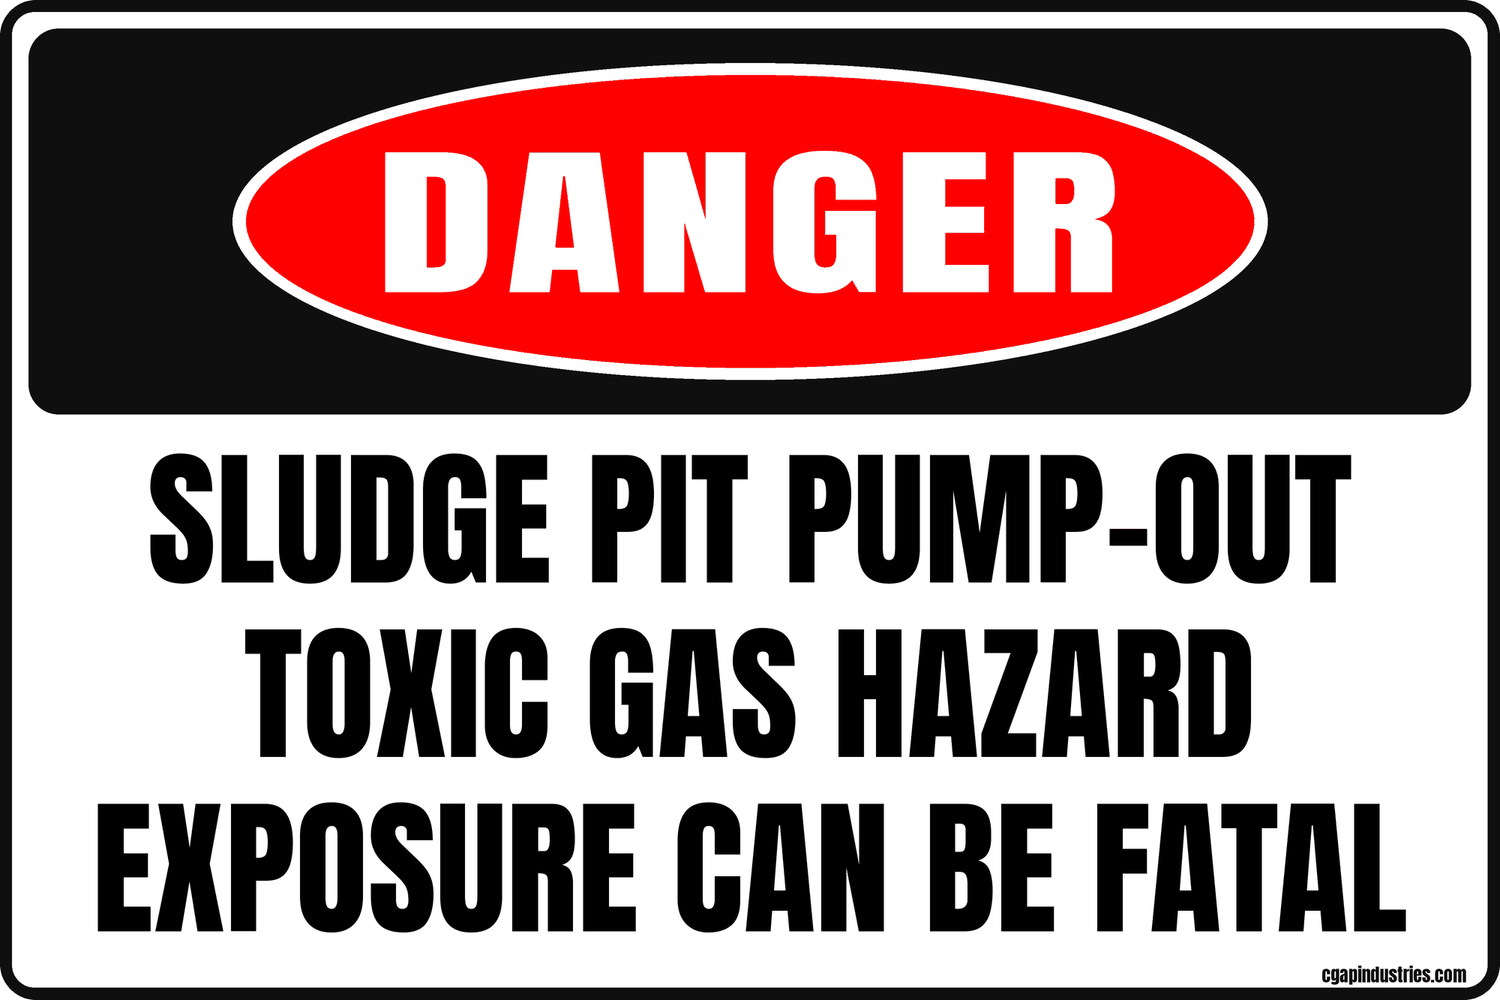 DANGER
SLUDGE PIT PUMP-OUT
TOXIC GAS HAZARD
EXPOSURE CAN BE FATAL
cgapindustries.com